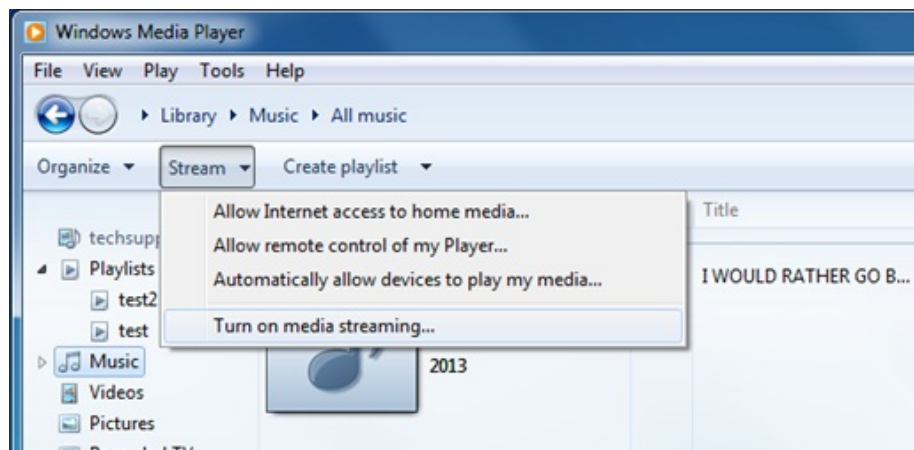 Windows Media Player
File View Play Tools Help
Library Music All music
Organize Stream Create playlist
Allow Internet access to home media...
Title
techsupp
Allow remote control of my Player...
Playlists
Automatically allow devices to play my media...
I WOULD RATHER GO B...
test2
test
Turn on media streaming...
Music
2013
Videos
Pictures